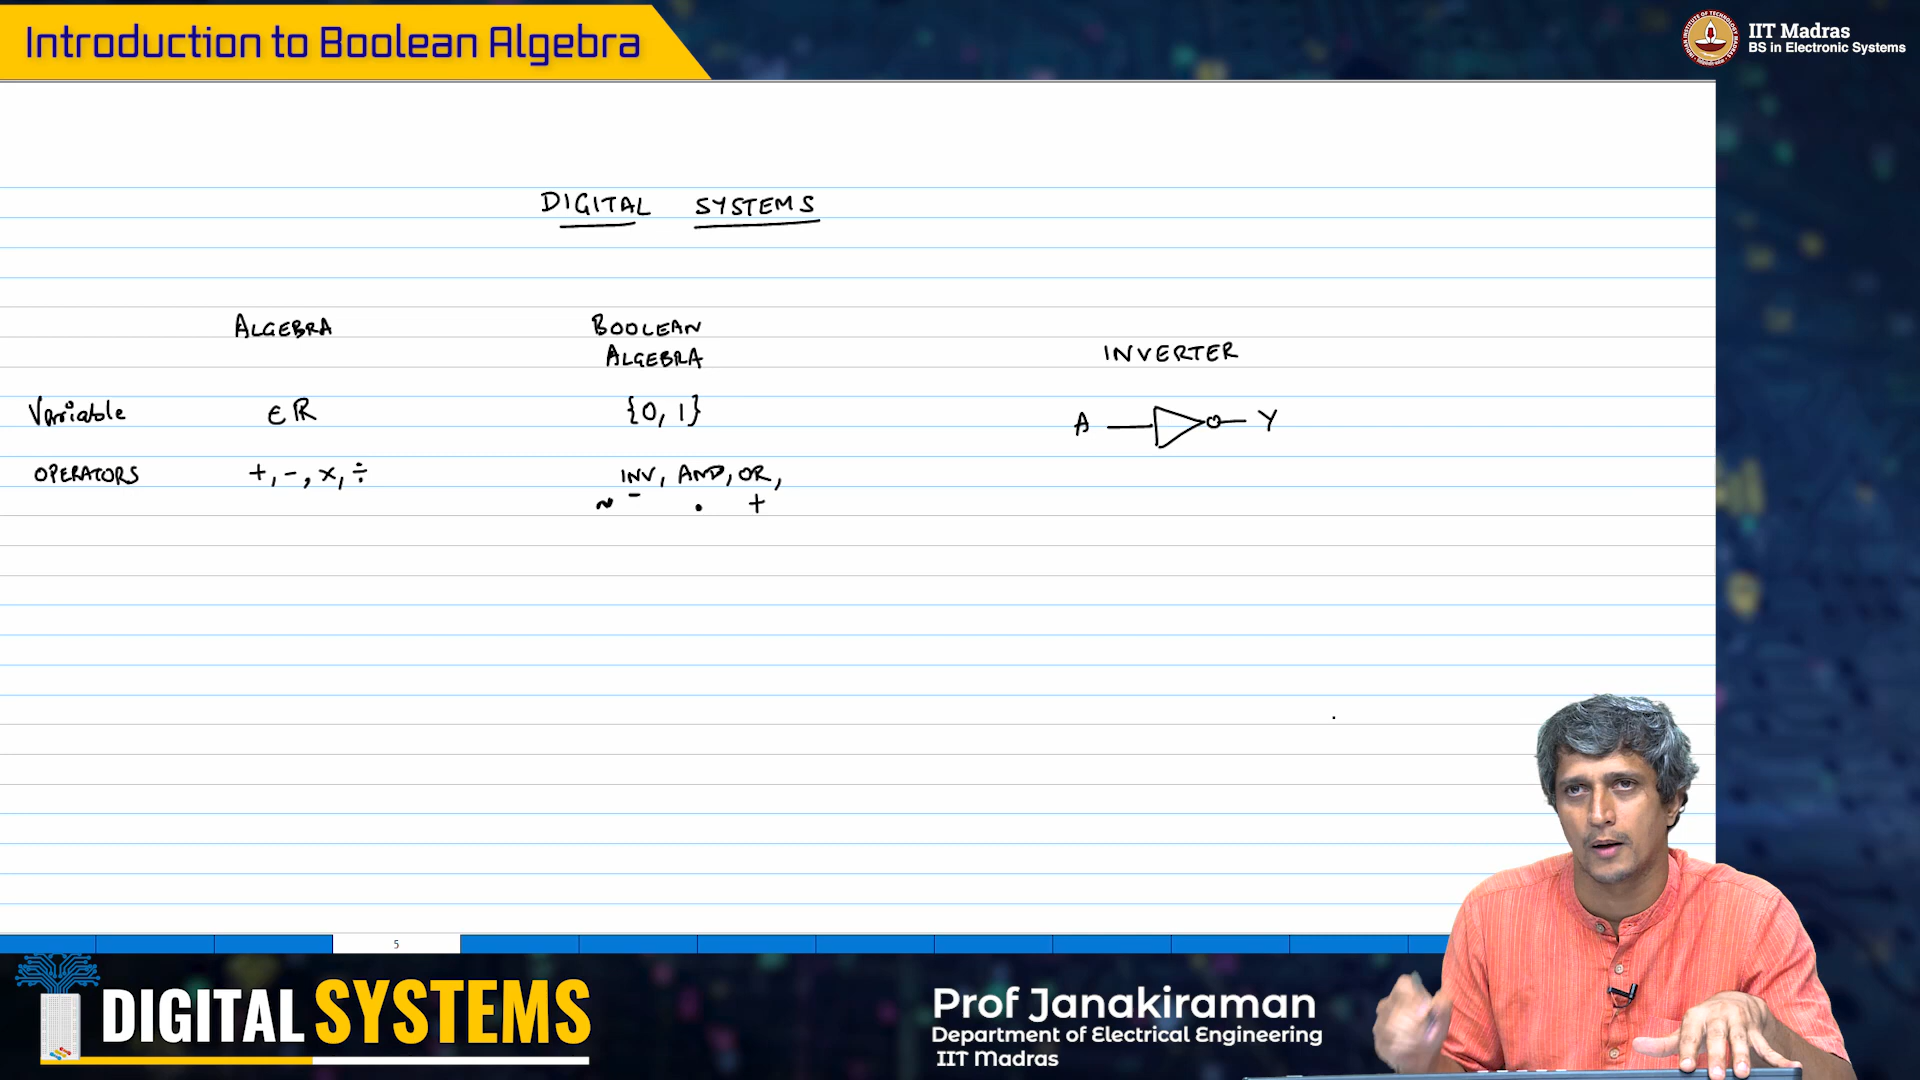 Introduction to Boolean Algebra
IIT Madras
BS in Electronic Systems
DIGITAL SYSTEMS
ALGEBRA
BOOLEAN
ALGEBRA
INVERTER
Variable ∈ℝ {0, 1}
A Y
OPERATORS +, -, ×, ÷ INV, AND, OR,
~ ‾ . +
5
DIGITAL SYSTEMS
Prof Janakiraman
Department of Electrical Engineering
IIT Madras